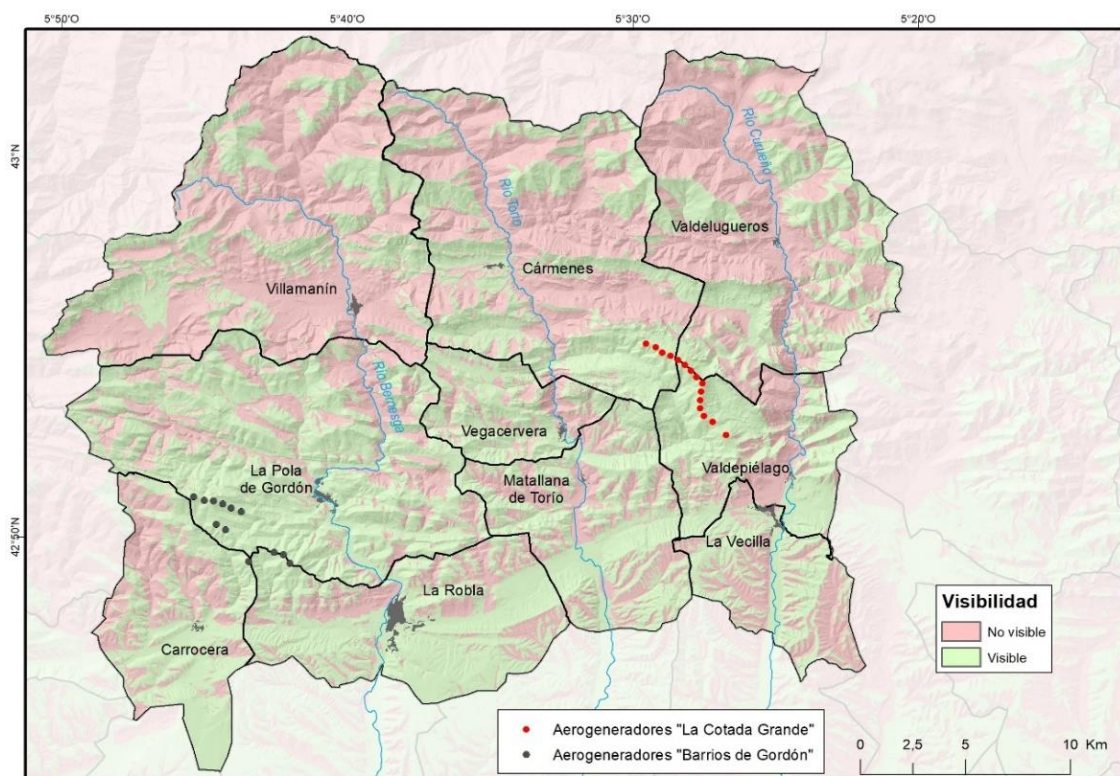 5°50'O
5°40'O
5°30'O
5°20'O
43°N
42°50'N
Río Curueño
Río Torío
Valdelugueros
Cármenes
Villamanín
Río Bernesga
Vegacervera
La Pola
de Gordón
Matallana
de Torío
Valdepiélago
La Vecilla
La Robla
Carrocera
Visibilidad
No visible
Visible
Aerogeneradores "La Cotada Grande"
Aerogeneradores "Barrios de Gordón"
0 2,5 5 10 Km